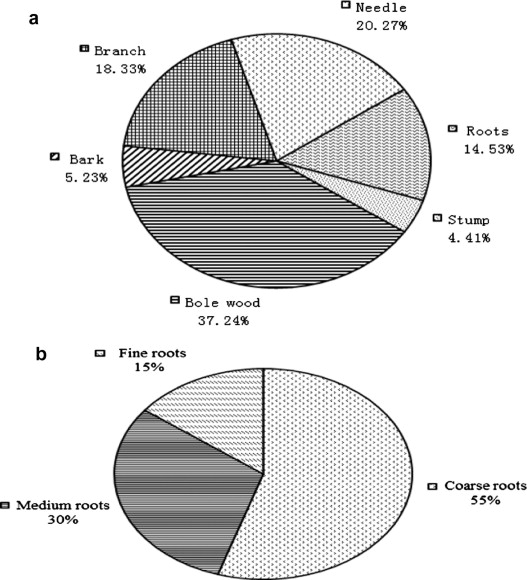 a
Needle
20.27%
Branch
18.33%
Roots
14.53%
Bark
5.23%
Stump
4.41%
Bole wood
37.24%
b
Fine roots
15%
Coarse roots
55%
Medium roots
30%